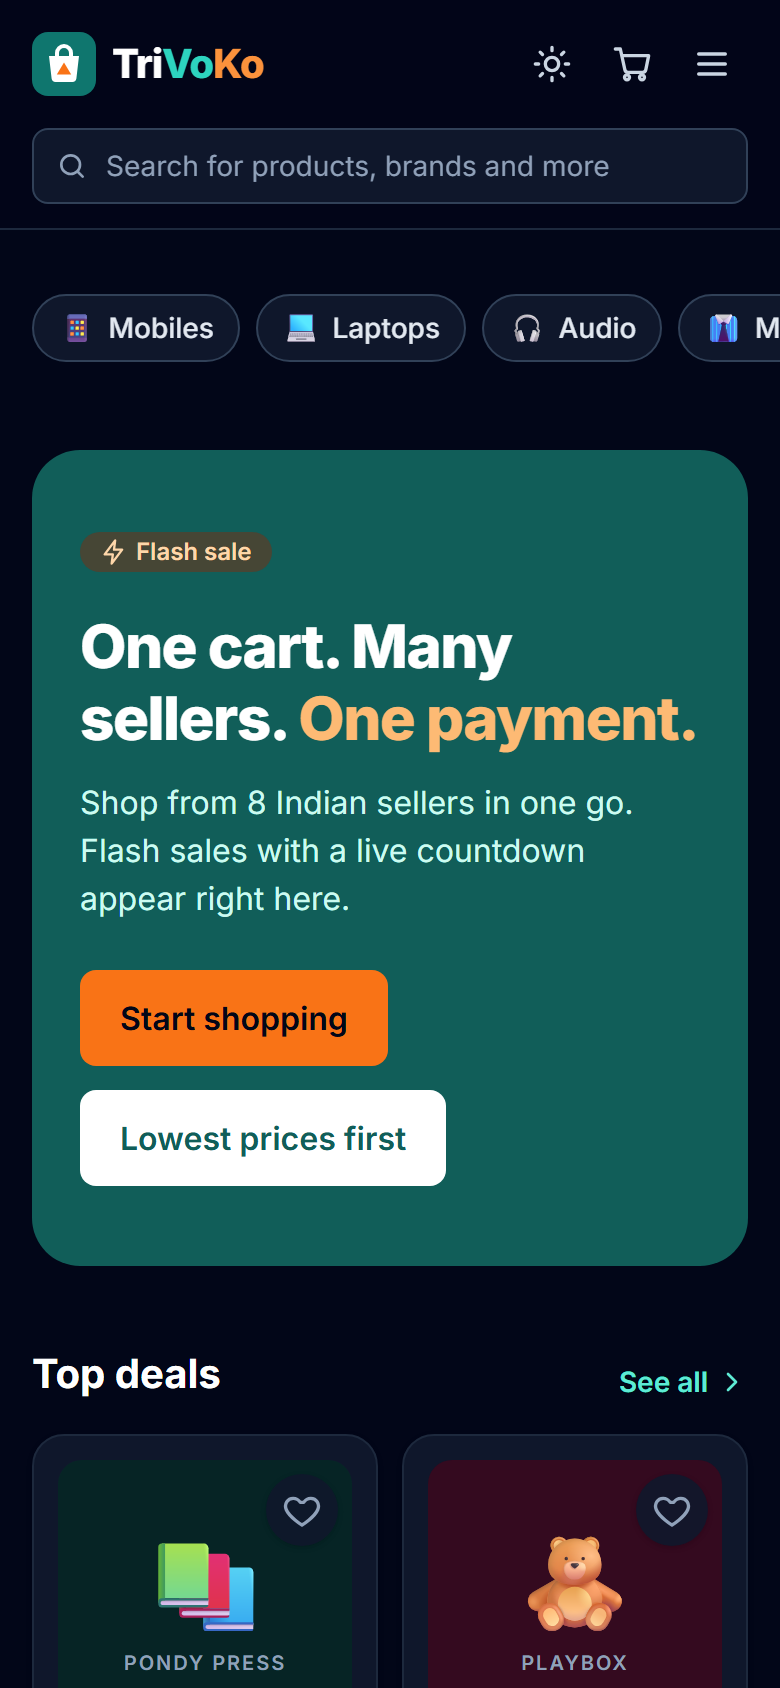 TriVoKo
Search for products, brands and more
Mobiles
Laptops
Audio
M
Flash sale
One cart. Many
sellers. One payment.
Shop from 8 Indian sellers in one go.
Flash sales with a live countdown
appear right here.
Start shopping
Lowest prices first
Top deals
See all
PONDY PRESS
PLAYBOX